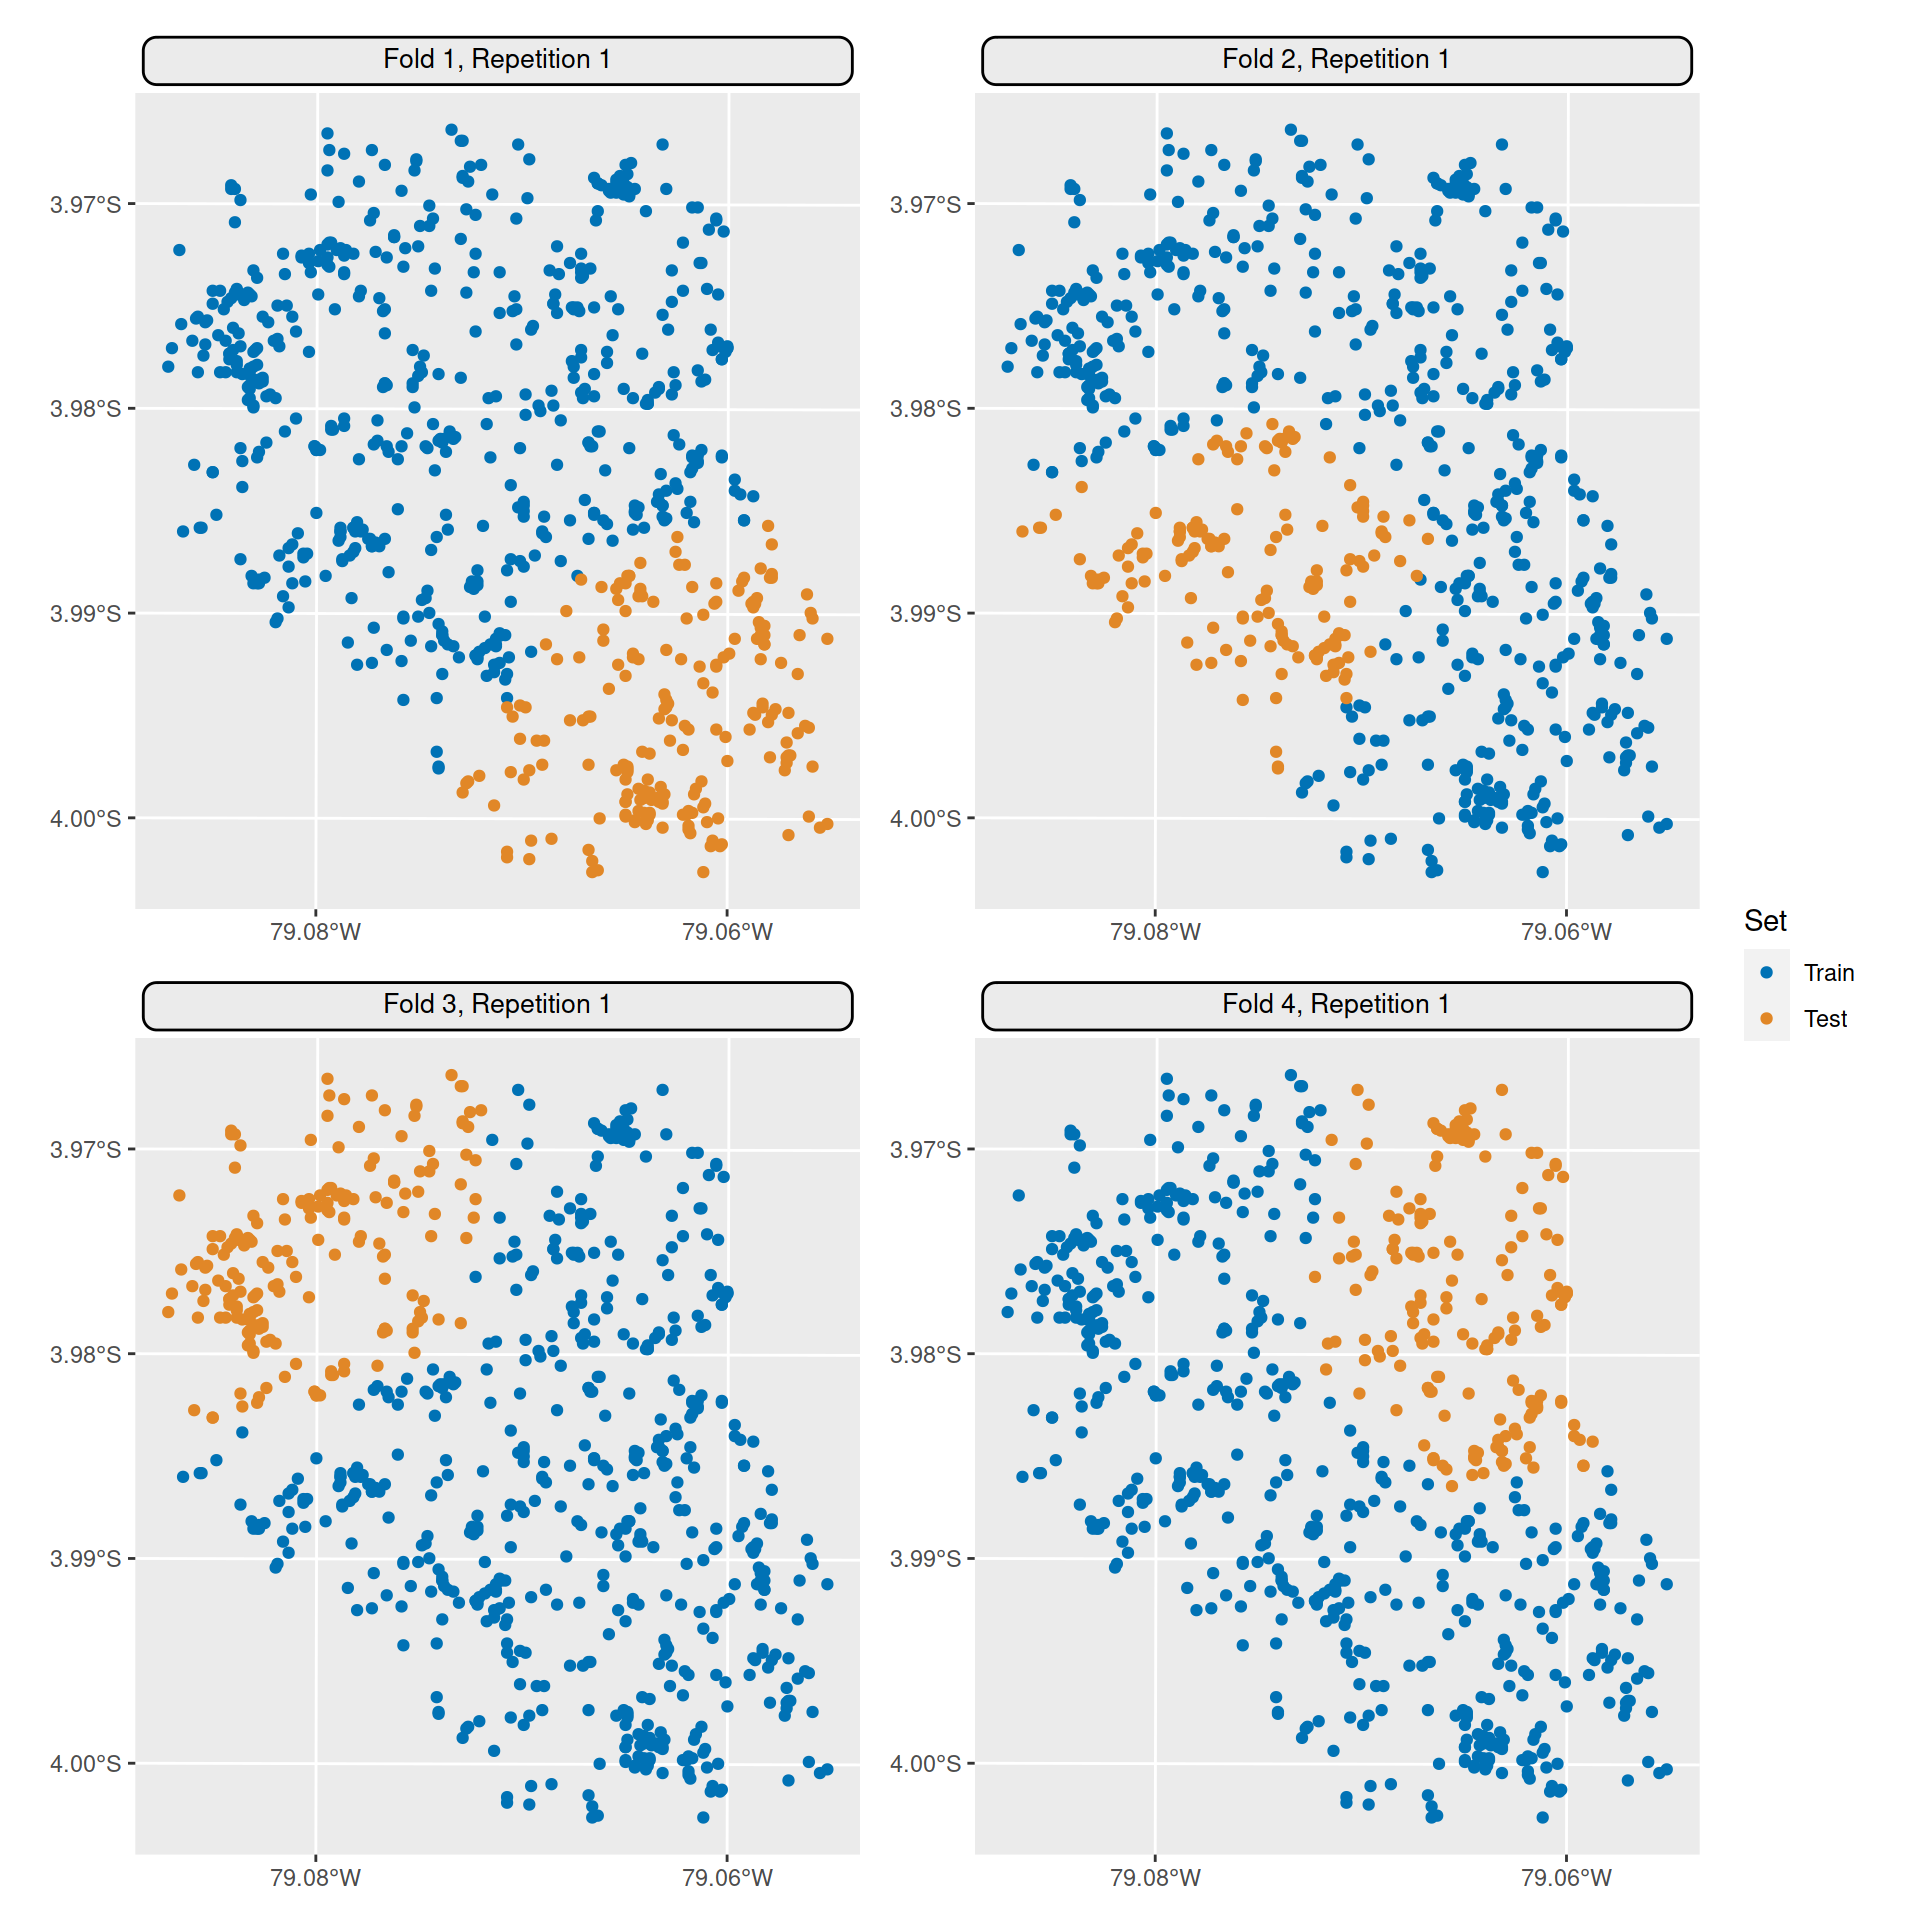 Fold 1, Repetition 1
Fold 2, Repetition 1
3.97°S
3.98°S
3.99°S
4.00°S
79.08°W
79.06°W
3.97°S
3.98°S
3.99°S
4.00°S
79.08°W
79.06°W
Set
Train
Test
Fold 3, Repetition 1
Fold 4, Repetition 1
3.97°S
3.98°S
3.99°S
4.00°S
79.08°W
79.06°W
3.97°S
3.98°S
3.99°S
4.00°S
79.08°W
79.06°W